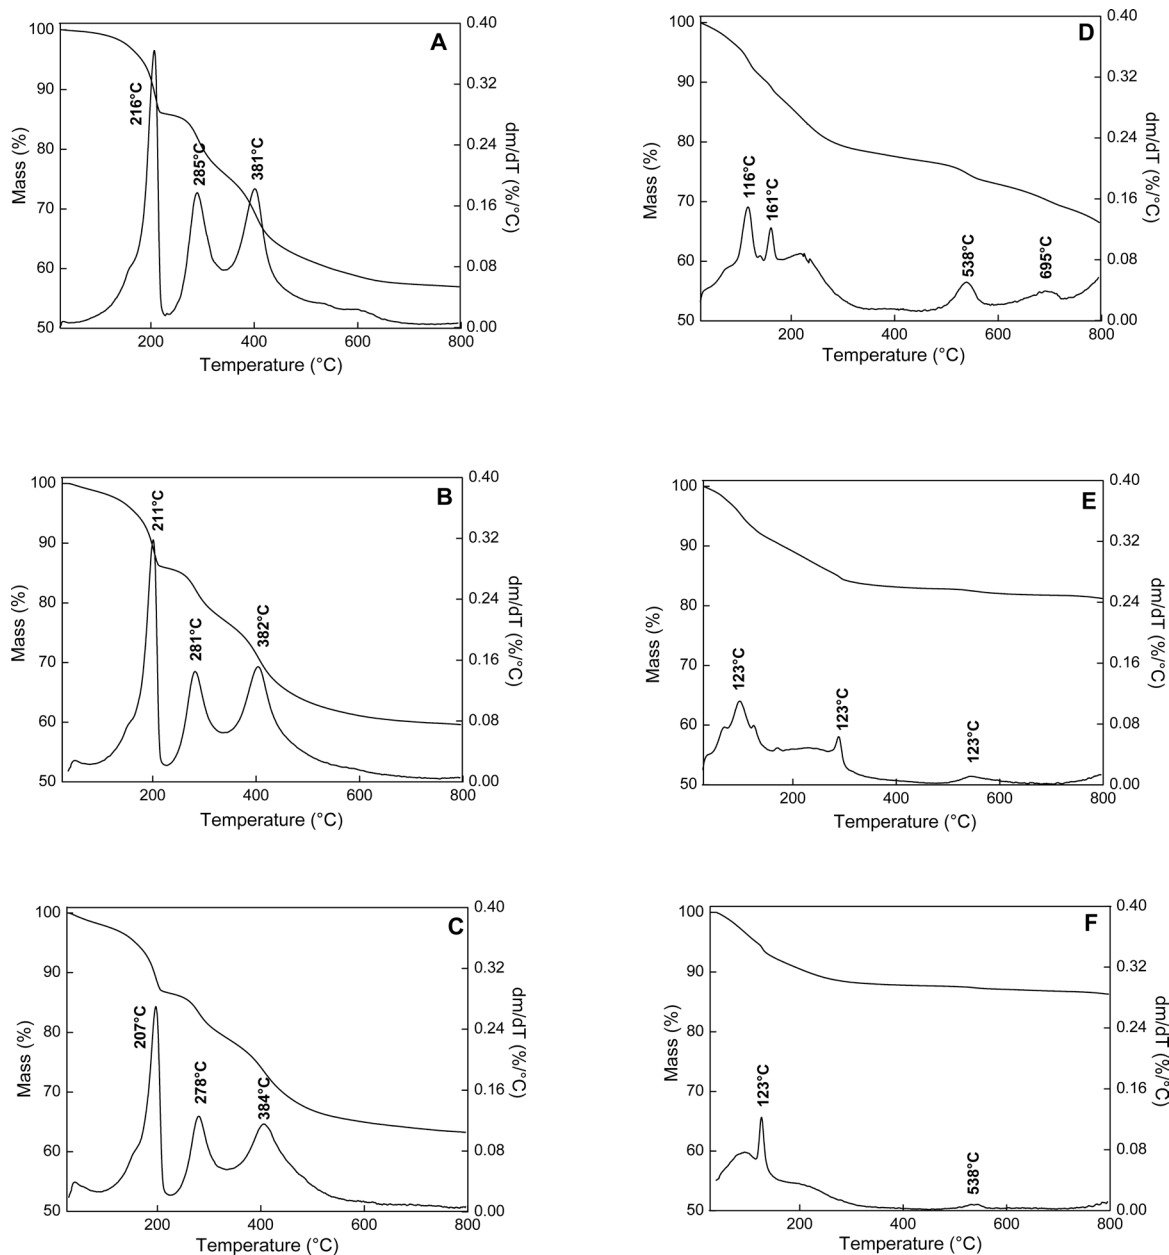 A
100
90
80
70
60
50
Mass (%)
0.40
0.32
0.24
0.16
0.08
0.00
dm/dT (%/°C)
216°C
285°C
381°C
200
400
600
800
Temperature (°C)
D
100
90
80
70
60
50
Mass (%)
0.40
0.32
0.24
0.16
0.08
0.00
dm/dT (%/°C)
116°C
161°C
538°C
695°C
200
400
600
800
Temperature (°C)
B
100
90
80
70
60
50
Mass (%)
0.40
0.32
0.24
0.16
0.08
0.00
dm/dT (%/°C)
211°C
281°C
382°C
200
400
600
800
Temperature (°C)
E
100
90
80
70
60
50
Mass (%)
0.40
0.32
0.24
0.16
0.08
0.00
dm/dT (%/°C)
123°C
123°C
123°C
200
400
600
800
Temperature (°C)
C
100
90
80
70
60
50
Mass (%)
0.40
0.32
0.24
0.16
0.08
0.00
dm/dT (%/°C)
207°C
278°C
384°C
200
400
600
800
Temperature (°C)
F
100
90
80
70
60
50
Mass (%)
0.40
0.32
0.24
0.16
0.08
0.00
dm/dT (%/°C)
123°C
538°C
200
400
600
800
Temperature (°C)